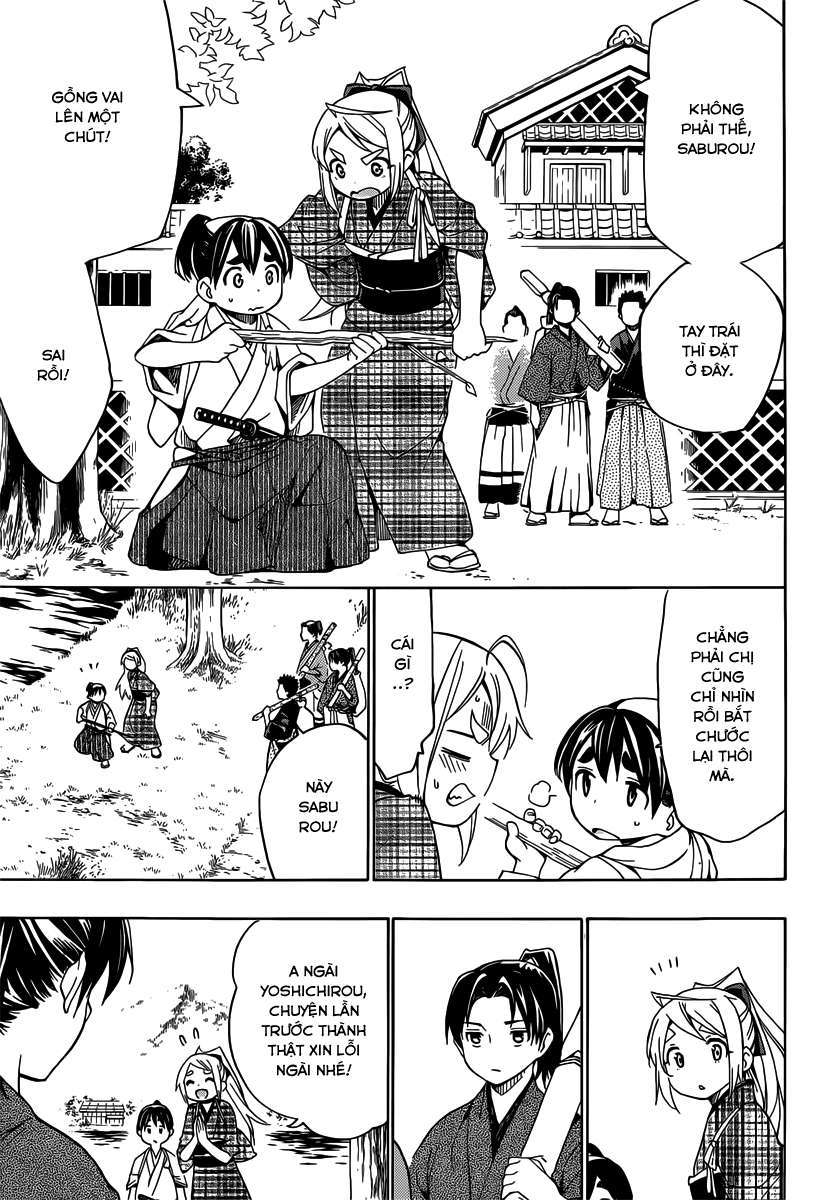 KHÔNG
PHẢI THẾ,
SABUROU!
TAY TRÁI
THÌ ĐẶT
Ở ĐÂY.
GỒNG VAI
LÊN MỘT
CHÚT!
SAI
RỒI!
CHẲNG
PHẢI CHỊ
CŨNG
CHỈ NHÌN
RỒI BẮT
CHƯỚC
LẠI THÔI
MÀ.
CÁI
GÌ
..?
NÀY
SABU
ROU!
A NGÀI
YOSHICHIROU,
CHUYỆN LẦN
TRƯỚC THÀNH
THẬT XIN LỖI
NGÀI NHÉ!